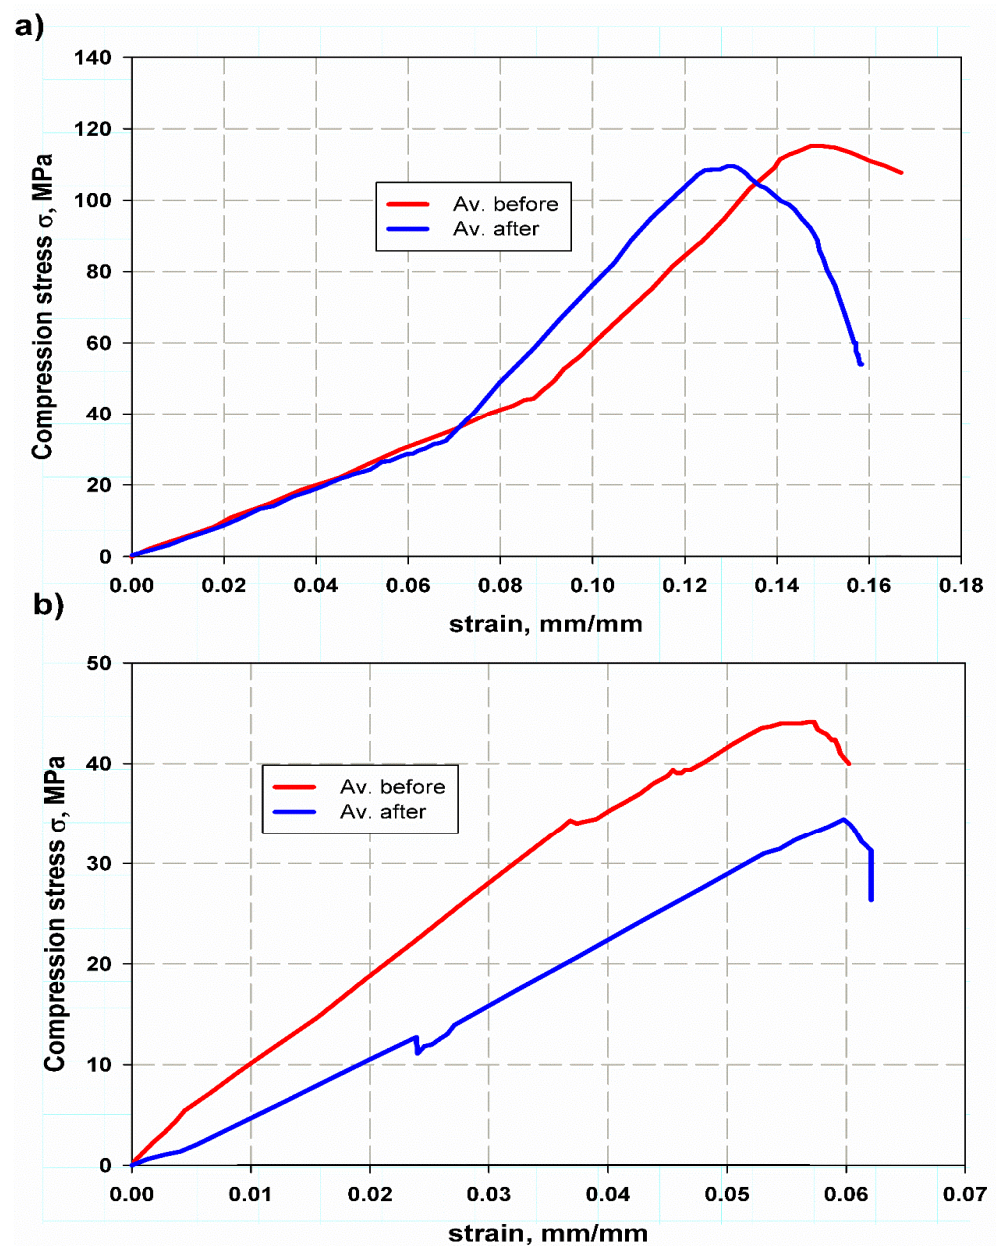 a)
140
120
100
80
60
40
20
0
Compression stress σ, MPa
Av. before
Av. after
0.00 0.02 0.04 0.06 0.08 0.10 0.12 0.14 0.16 0.18
strain, mm/mm
b)
50
40
30
20
10
0
Compression stress σ, MPa
Av. before
Av. after
0.00 0.01 0.02 0.03 0.04 0.05 0.06 0.07
strain, mm/mm